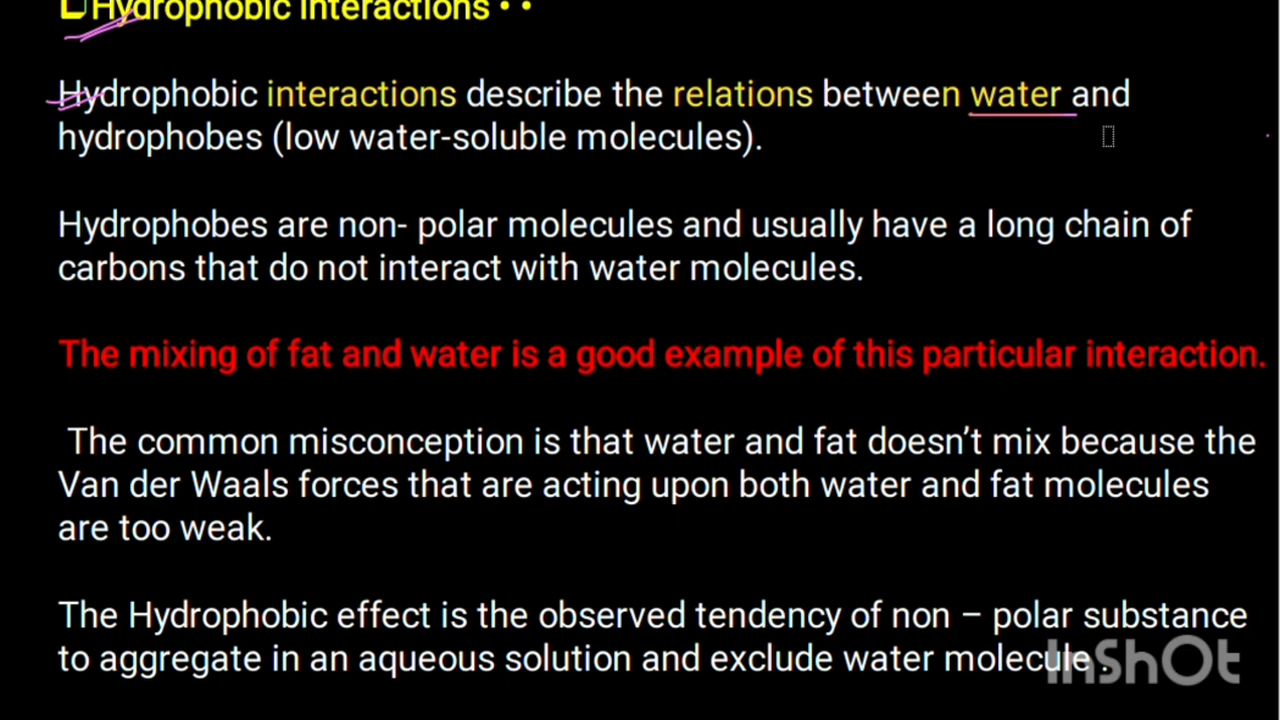 Hydrophobic interactions • •
Hydrophobic interactions describe the relations between water and
hydrophobes (low water-soluble molecules).
Hydrophobes are non- polar molecules and usually have a long chain of
carbons that do not interact with water molecules.
The mixing of fat and water is a good example of this particular interaction.
The common misconception is that water and fat doesn’t mix because the
Van der Waals forces that are acting upon both water and fat molecules
are too weak.
The Hydrophobic effect is the observed tendency of non – polar substance
to aggregate in an aqueous solution and exclude water molecule .
InShOt